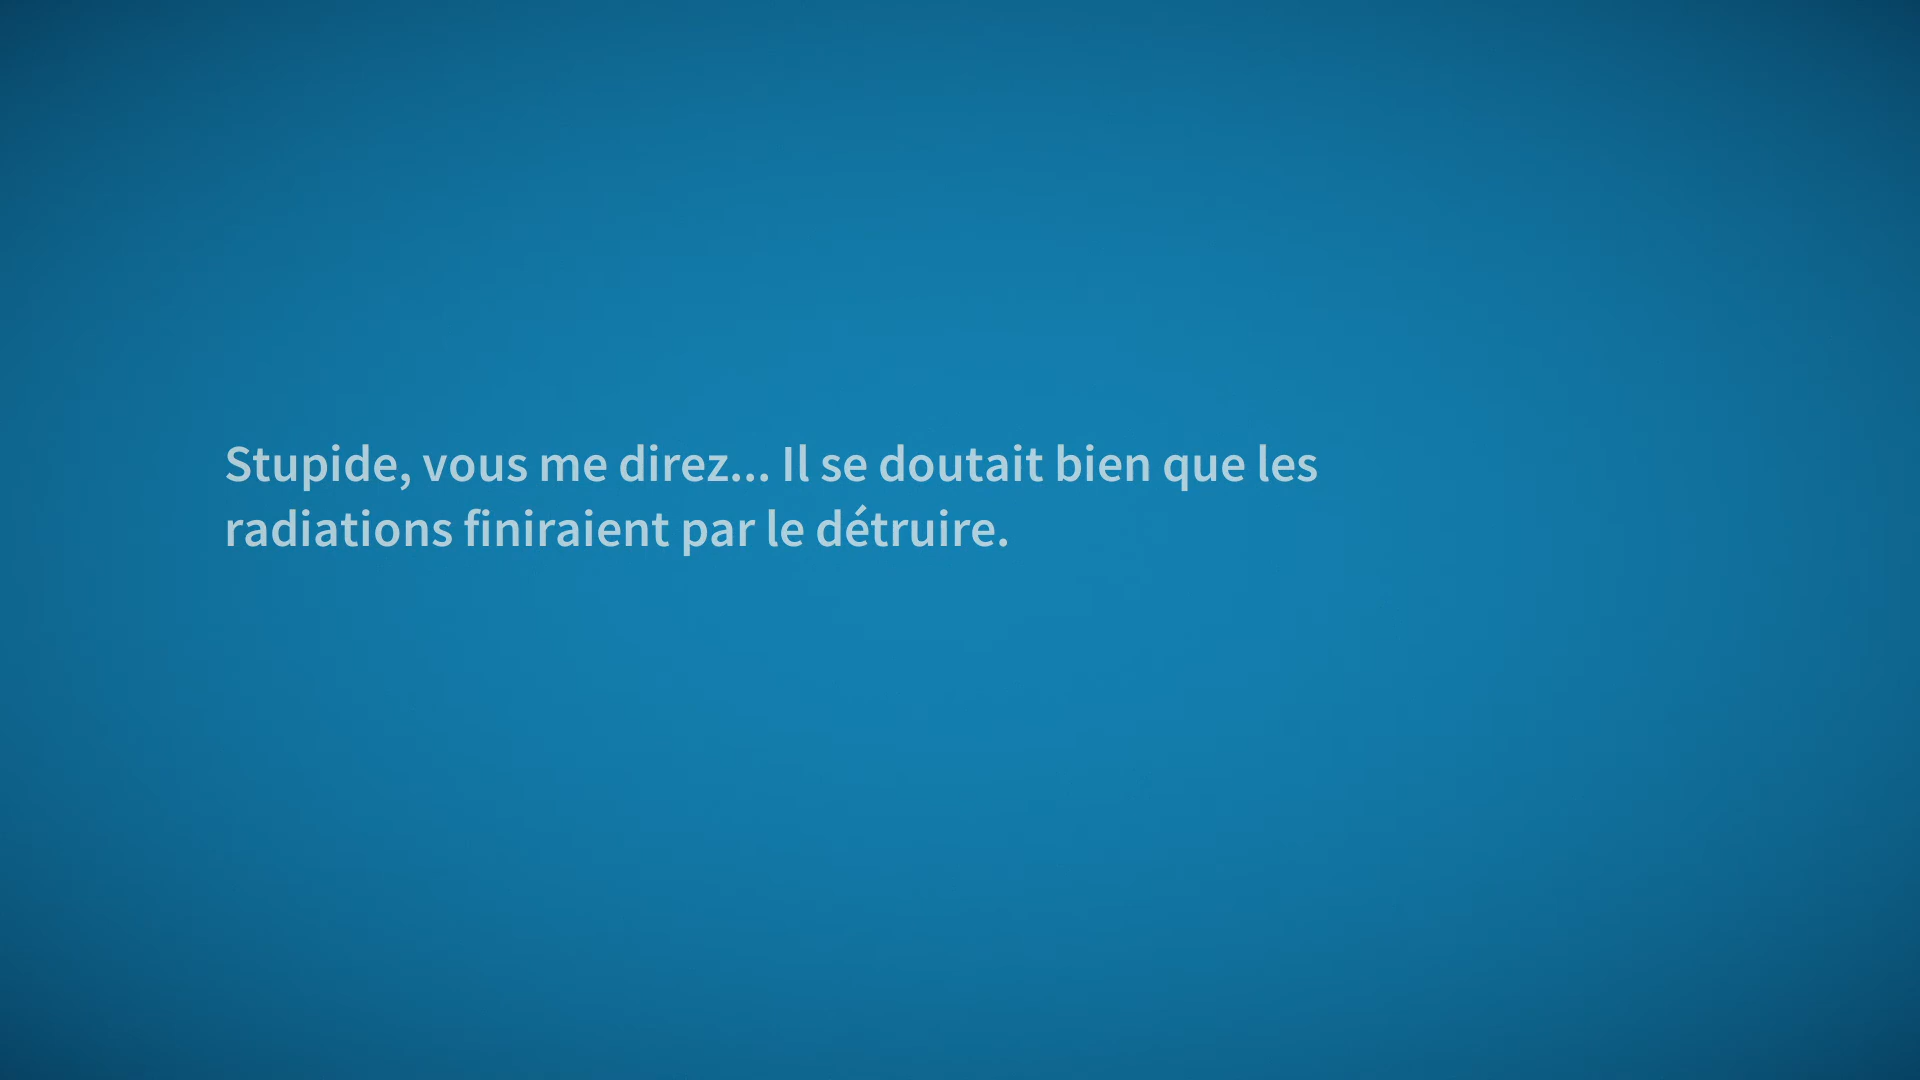 Stupide, vous me direz... Il se doutait bien que les
radiations finiraient par le détruire.